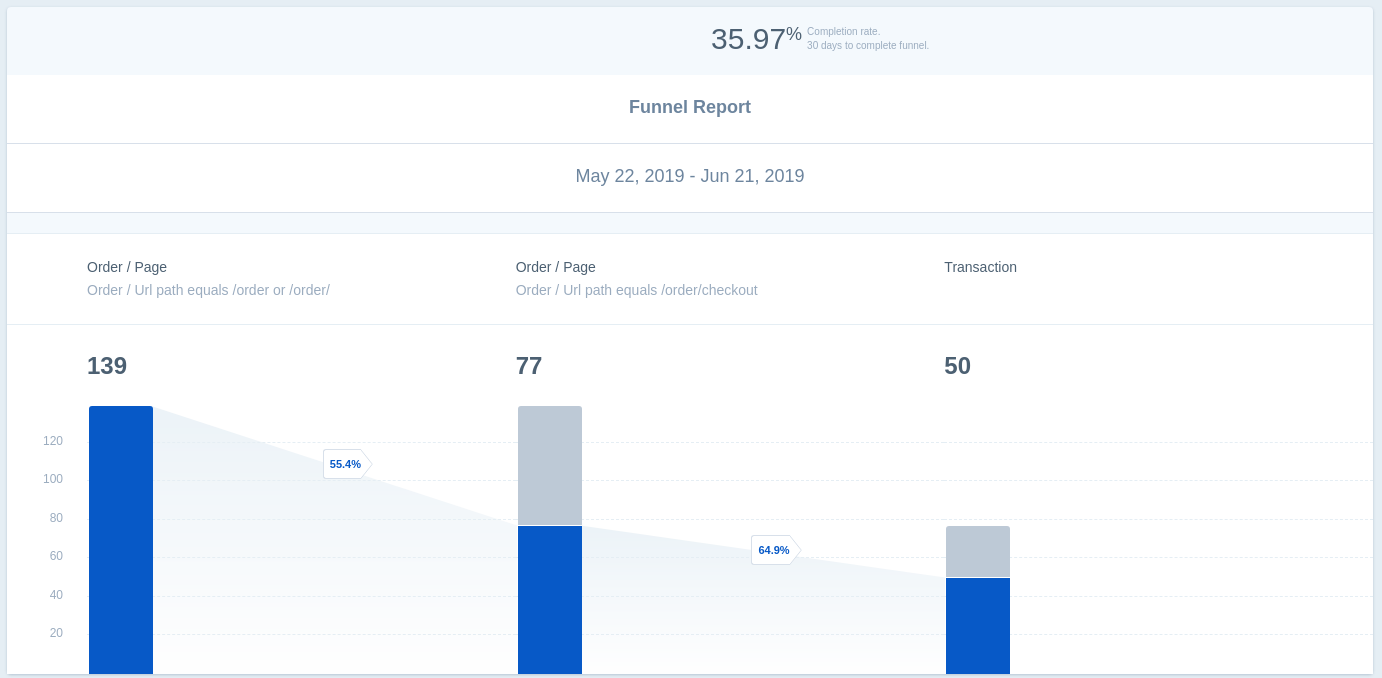 35.97%
Completion rate.
30 days to complete funnel.
Funnel Report
May 22, 2019 - Jun 21, 2019
Order / Page
Order / Url path equals /order or /order/
Order / Page
Order / Url path equals /order/checkout
Transaction
139
77
50
120
100
80
60
40
20
55.4%
64.9%